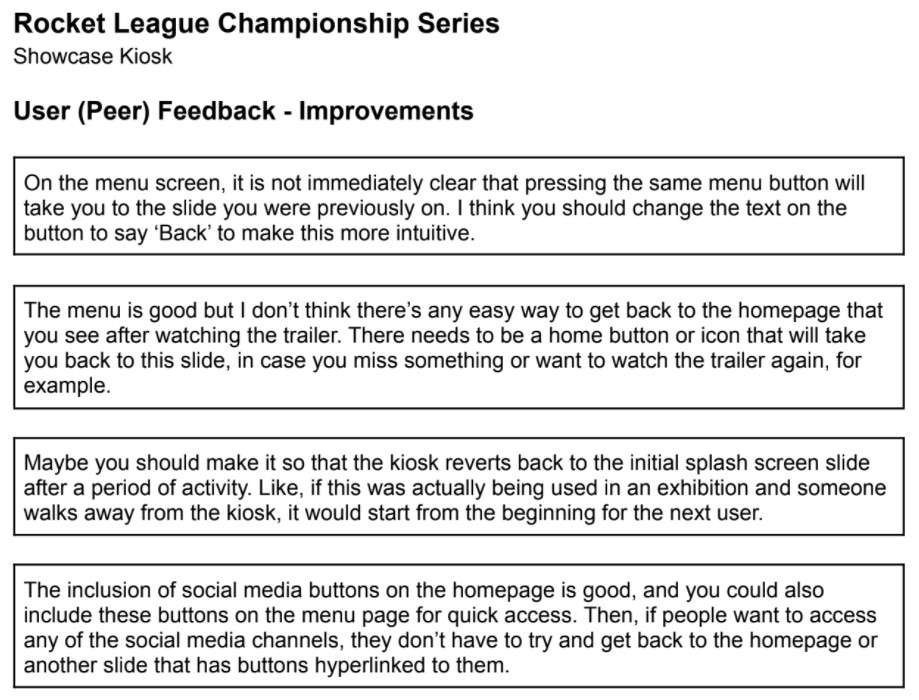 Rocket League Championship Series
Showcase Kiosk
User (Peer) Feedback - Improvements
On the menu screen, it is not immediately clear that pressing the same menu button will
take you to the slide you were previously on. I think you should change the text on the
button to say ‘Back’ to make this more intuitive.
The menu is good but I don’t think there’s any easy way to get back to the homepage that
you see after watching the trailer. There needs to be a home button or icon that will take
you back to this slide, in case you miss something or want to watch the trailer again, for
example.
Maybe you should make it so that the kiosk reverts back to the initial splash screen slide
after a period of activity. Like, if this was actually being used in an exhibition and someone
walks away from the kiosk, it would start from the beginning for the next user.
The inclusion of social media buttons on the homepage is good, and you could also
include these buttons on the menu page for quick access. Then, if people want to access
any of the social media channels, they don’t have to try and get back to the homepage or
another slide that has buttons hyperlinked to them.